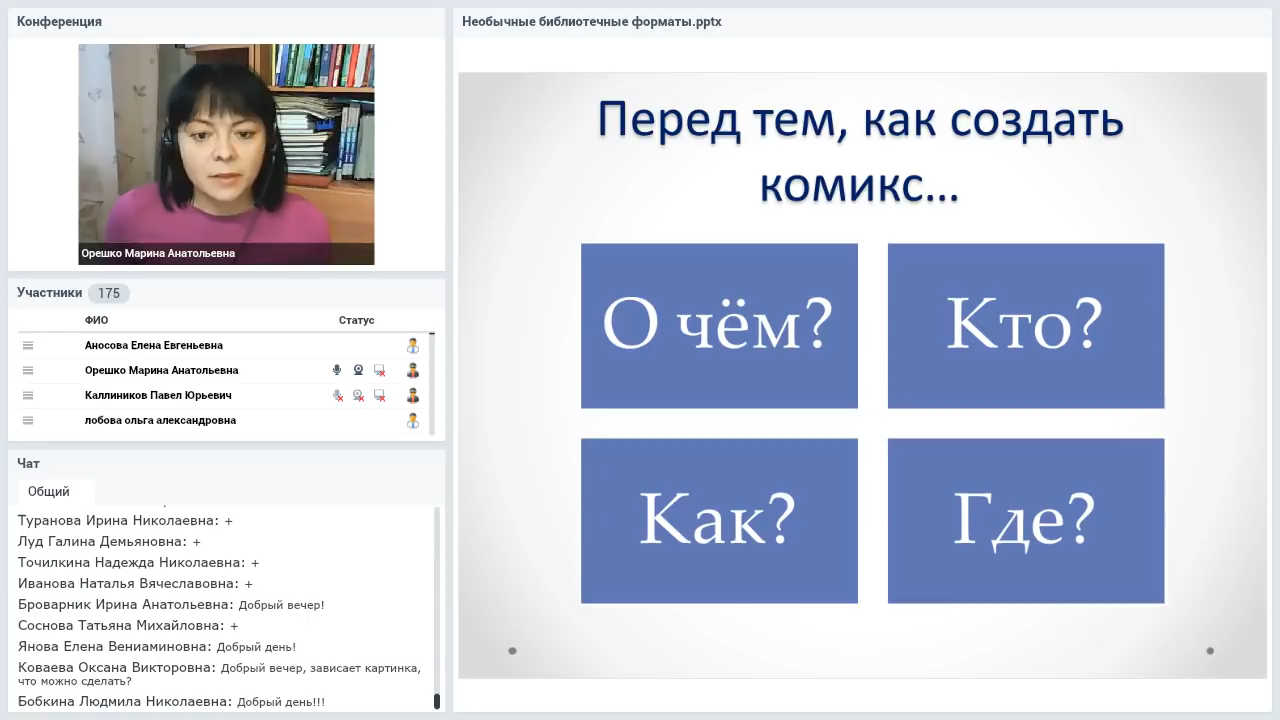 Конференция
Орешко Марина Анатольевна
Участники 175
ФИО Статус
Аносова Елена Евгеньевна
Орешко Марина Анатольевна
Каллиников Павел Юрьевич
лобова ольга александровна
Чат
Общий
Туранова Ирина Николаевна: +
Луд Галина Демьяновна: +
Точилкина Надежда Николаевна: +
Иванова Наталья Вячеславовна: +
Броварник Ирина Анатольевна: Добрый вечер!
Соснова Татьяна Михайловна: +
Янова Елена Вениаминовна: Добрый день!
Коваева Оксана Викторовна: Добрый вечер, зависает картинка,
что можно сделать?
Бобкина Людмила Николаевна: Добрый день!!!
Необычные библиотечные форматы.pptx
Перед тем, как создать
комикс...
О чём? Кто?
Как? Где?